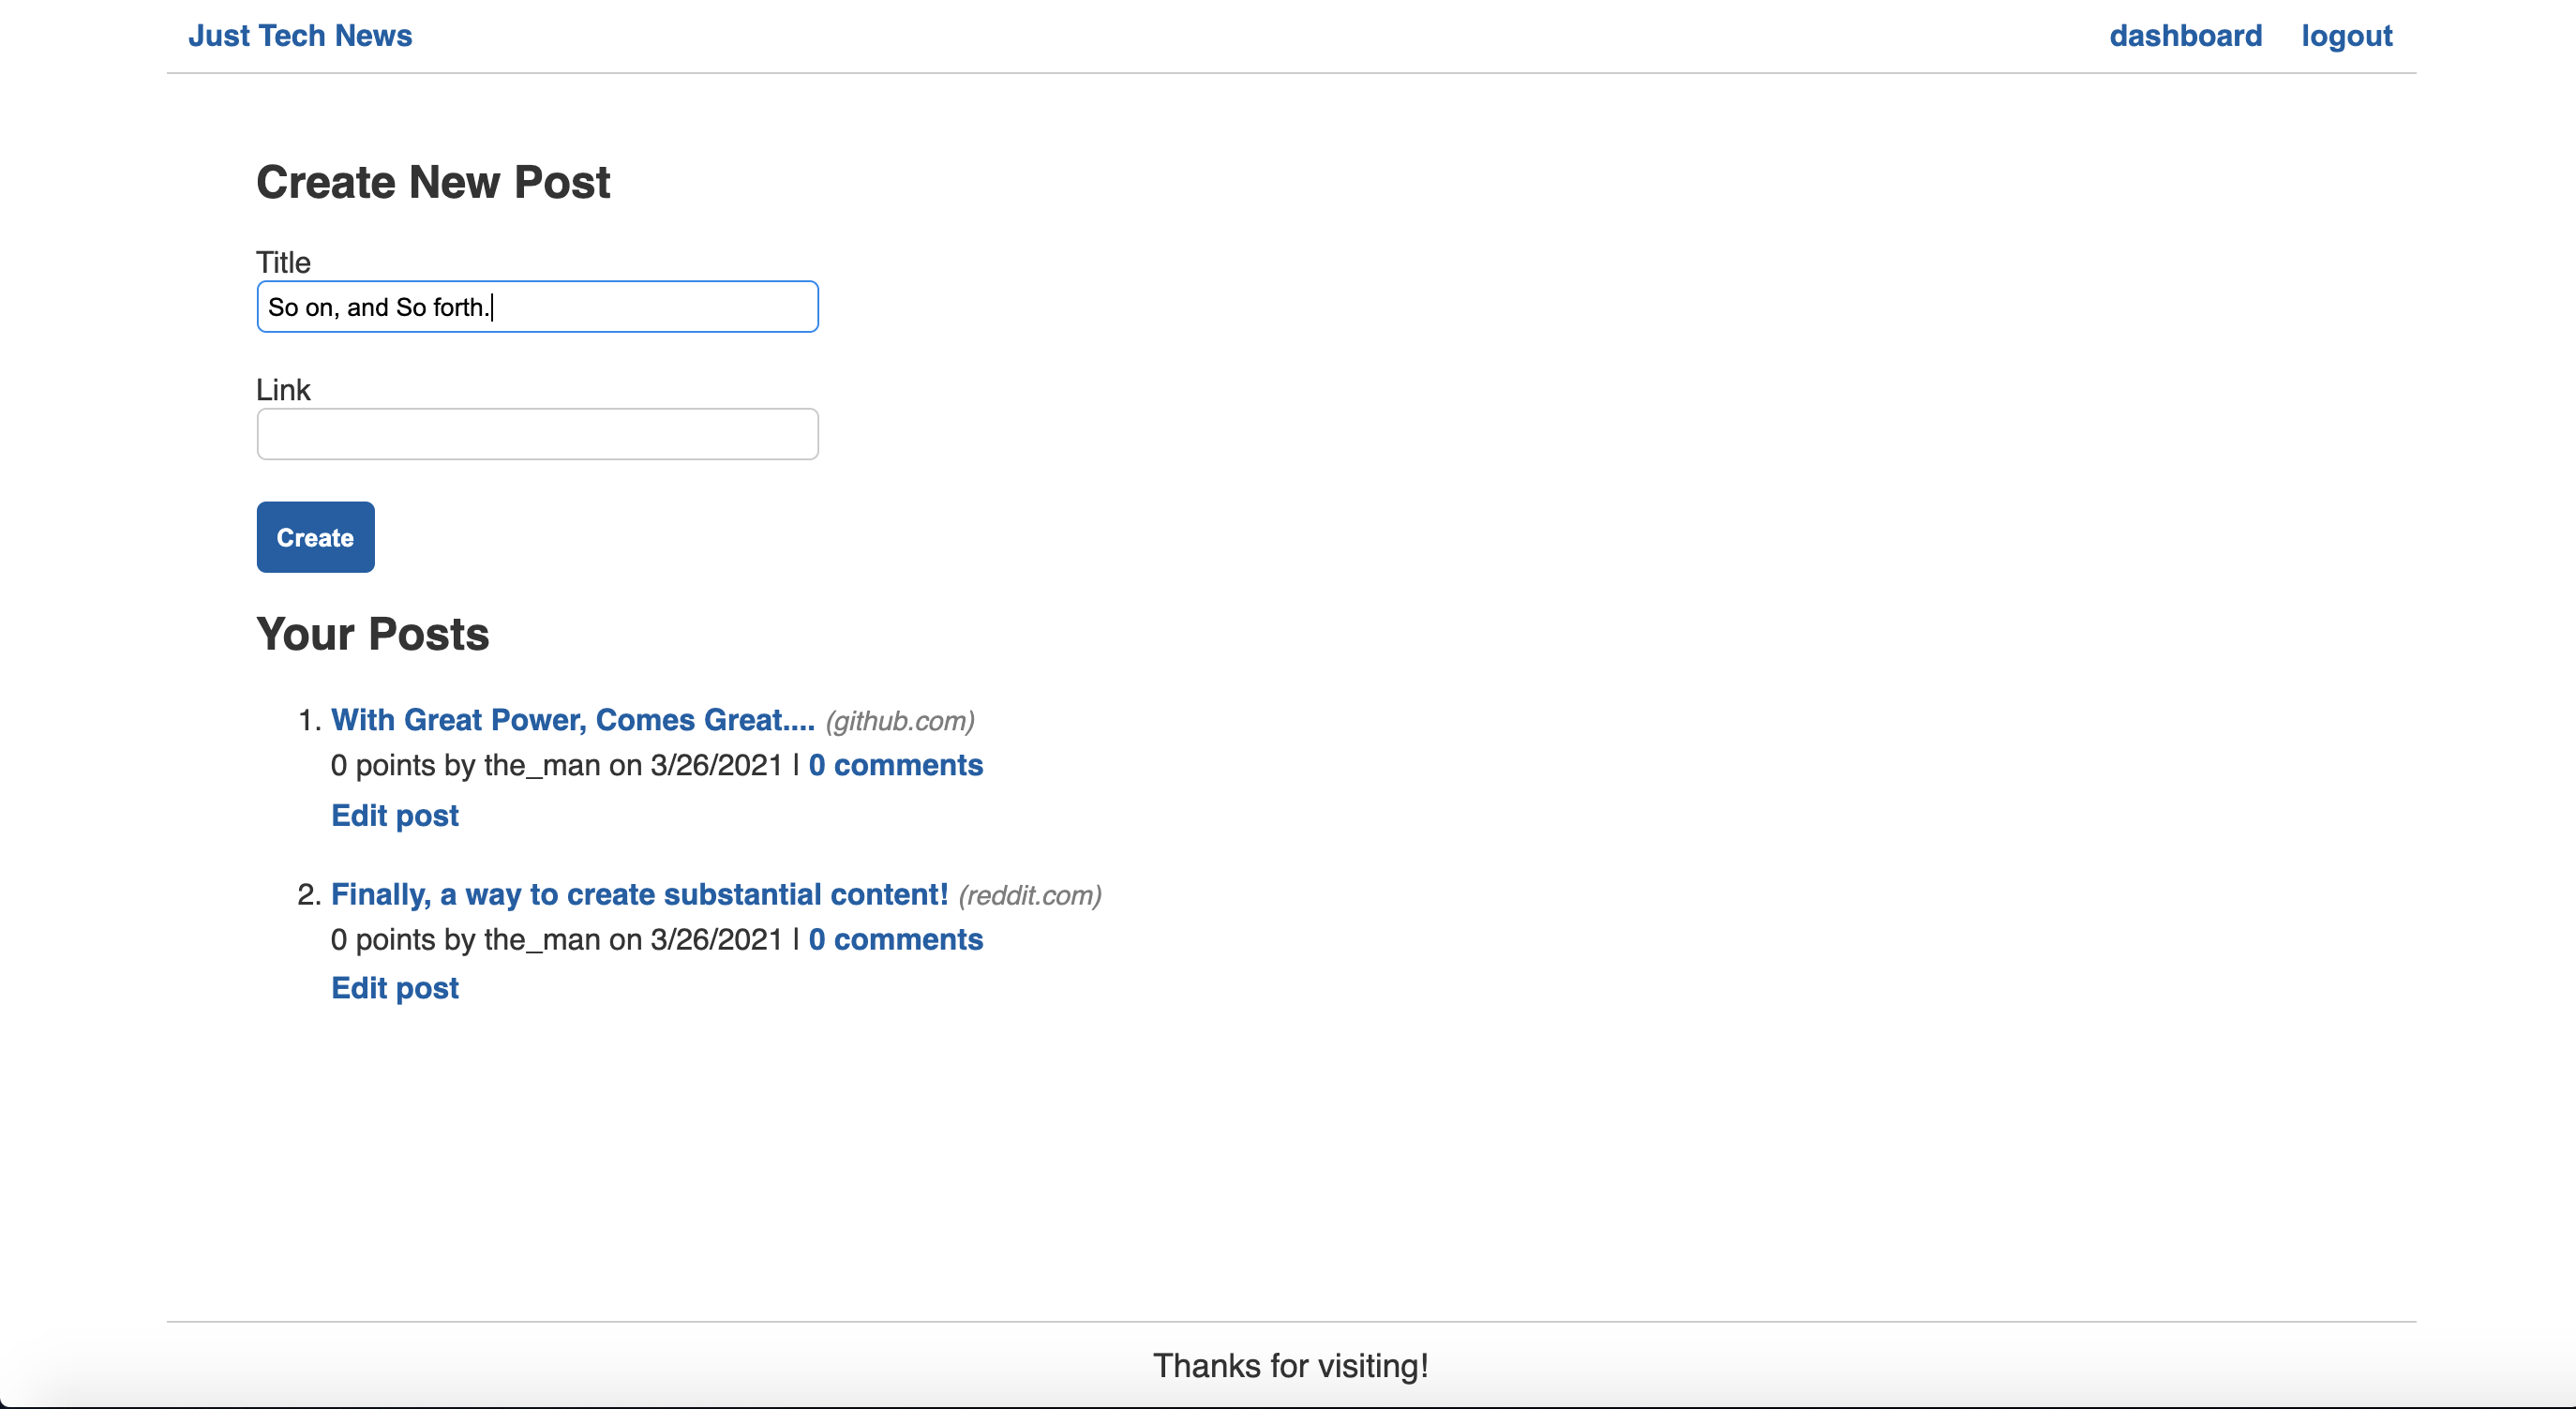 Just Tech News dashboard logout
Create New Post
Title
So on, and So forth.
Link
Create
Your Posts
1. With Great Power, Comes Great.... (github.com)
0 points by the_man on 3/26/2021 | 0 comments
Edit post
2. Finally, a way to create substantial content! (reddit.com)
0 points by the_man on 3/26/2021 | 0 comments
Edit post
Thanks for visiting!